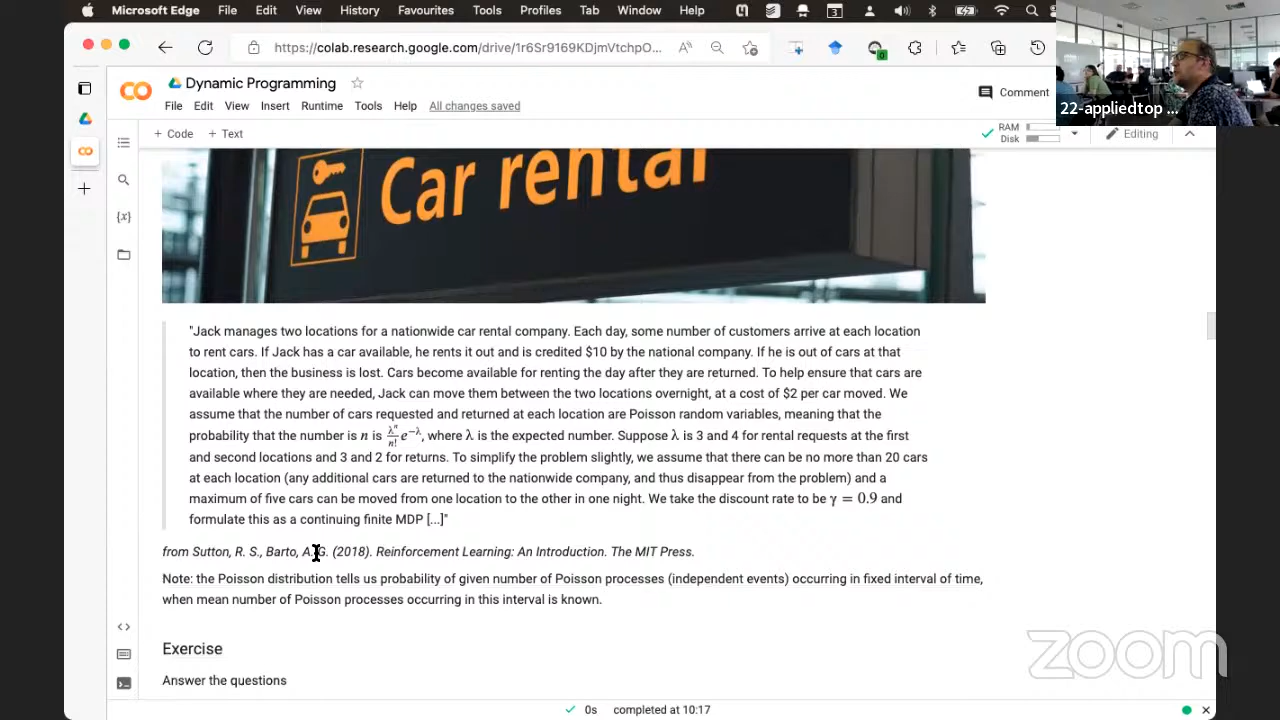 Microsoft Edge File Edit View History Favourites Tools Profiles Tab Window Help 3
https://colab.research.google.com/drive/1r6Sr9169KDjmVtchpO...
0
Dynamic Programming
File Edit View Insert Runtime Tools Help All changes saved
Comment
22-appliedtop ...
+ Code + Text
RAM
Disk
Editing
Car rental
"Jack manages two locations for a nationwide car rental company. Each day, some number of customers arrive at each location
to rent cars. If Jack has a car available, he rents it out and is credited $10 by the national company. If he is out of cars at that
location, then the business is lost. Cars become available for renting the day after they are returned. To help ensure that cars are
available where they are needed, Jack can move them between the two locations overnight, at a cost of $2 per car moved. We
assume that the number of cars requested and returned at each location are Poisson random variables, meaning that the
probability that the number is n is λⁿ/n! e^−λ, where λ is the expected number. Suppose λ is 3 and 4 for rental requests at the first
and second locations and 3 and 2 for returns. To simplify the problem slightly, we assume that there can be no more than 20 cars
at each location (any additional cars are returned to the nationwide company, and thus disappear from the problem) and a
maximum of five cars can be moved from one location to the other in one night. We take the discount rate to be γ = 0.9 and
formulate this as a continuing finite MDP [...]"
from Sutton, R. S., Barto, A. G. (2018). Reinforcement Learning: An Introduction. The MIT Press.
Note: the Poisson distribution tells us probability of given number of Poisson processes (independent events) occurring in fixed interval of time,
when mean number of Poisson processes occurring in this interval is known.
Exercise
Answer the questions
zoom
0s completed at 10:17